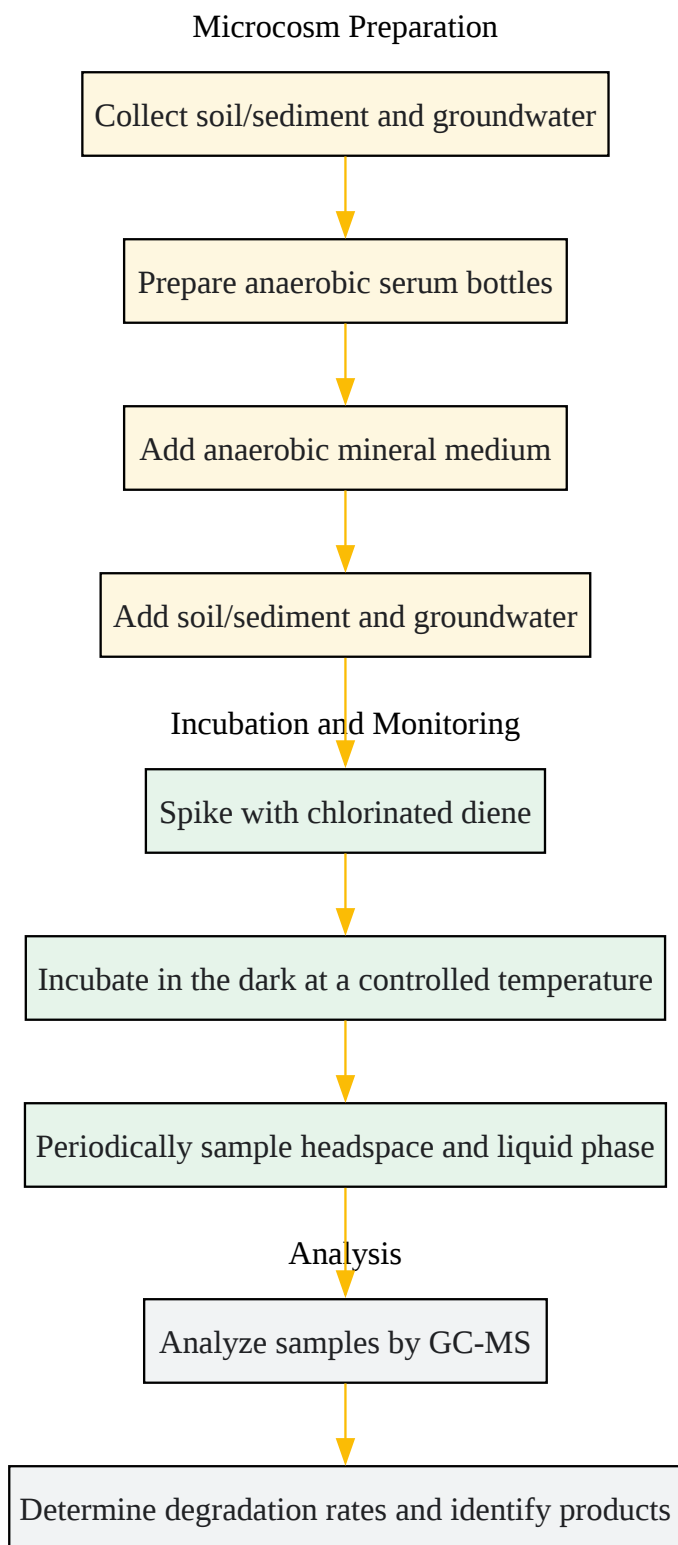 Microcosm Preparation
Collect soil/sediment and groundwater
Prepare anaerobic serum bottles
Add anaerobic mineral medium
Add soil/sediment and groundwater
Incubation and Monitoring
Spike with chlorinated diene
Incubate in the dark at a controlled temperature
Periodically sample headspace and liquid phase
Analysis
Analyze samples by GC-MS
Determine degradation rates and identify products